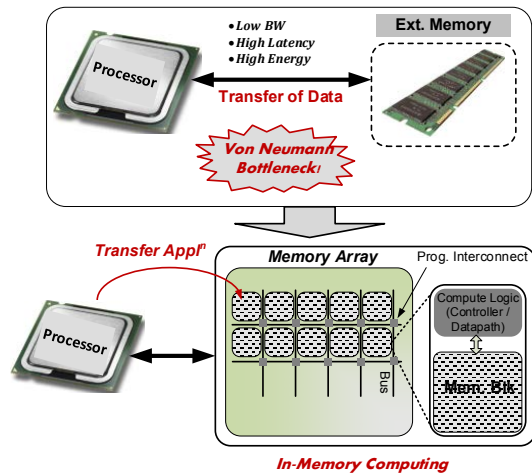 • Low BW
• High Latency
• High Energy
Ext. Memory
Processor
Transfer of Data
Von Neumann
Bottleneck!
Transfer Applⁿ
Memory Array
Prog. Interconnect
Processor
Compute Logic
(Controller /
Datapath)
Mem. Blk
Bus
In-Memory Computing